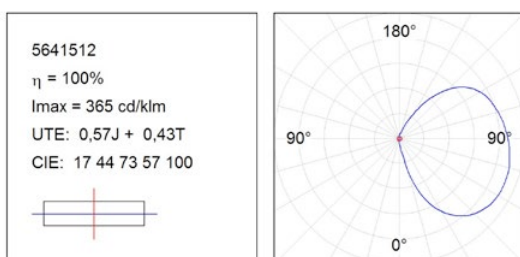 5641512
η = 100%
Imax = 365 cd/klm
UTE: 0,57J + 0,43T
CIE: 17 44 73 57 100
180°
90° 90°
0°